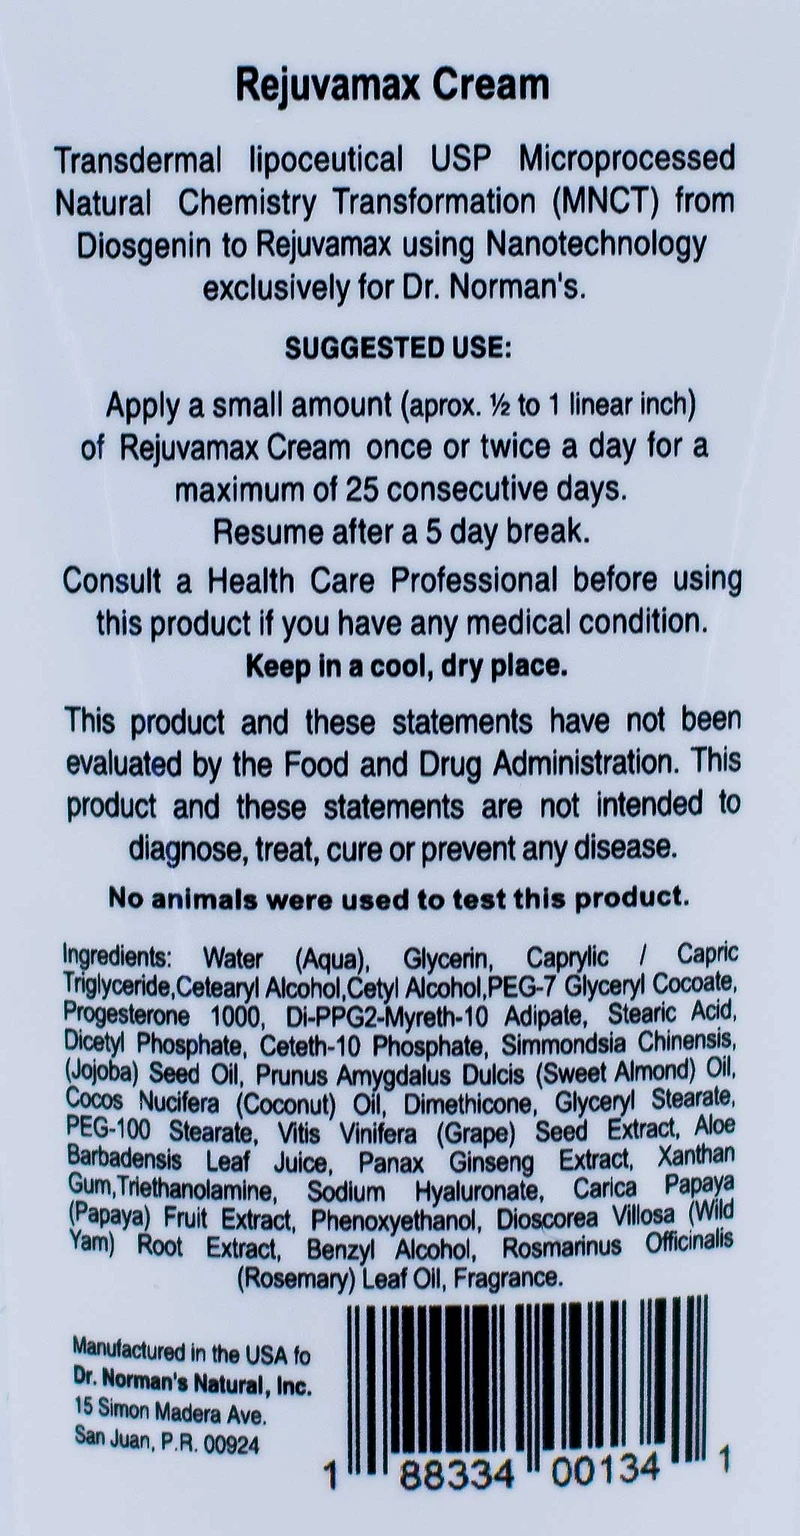 Rejuvamax Cream
Transdermal lipoceutical USP Microprocessed
Natural Chemistry Transformation (MNCT) from
Diosgenin to Rejuvamax using Nanotechnology
exclusively for Dr. Norman's.
SUGGESTED USE:
Apply a small amount (aprox. ½ to 1 linear inch)
of Rejuvamax Cream once or twice a day for a
maximum of 25 consecutive days.
Resume after a 5 day break.
Consult a Health Care Professional before using
this product if you have any medical condition.
Keep in a cool, dry place.
This product and these statements have not been
evaluated by the Food and Drug Administration. This
product and these statements are not intended to
diagnose, treat, cure or prevent any disease.
No animals were used to test this product.
Ingredients: Water (Aqua), Glycerin, Caprylic / Capric
Triglyceride,Cetearyl Alcohol,Cetyl Alcohol,PEG-7 Glyceryl Cocoate,
Progesterone 1000, Di-PPG2-Myreth-10 Adipate, Stearic Acid,
Dicetyl Phosphate, Ceteth-10 Phosphate, Simmondsia Chinensis,
(Jojoba) Seed Oil, Prunus Amygdalus Dulcis (Sweet Almond) Oil,
Cocos Nucifera (Coconut) Oil, Dimethicone, Glyceryl Stearate,
PEG-100 Stearate, Vitis Vinifera (Grape) Seed Extract, Aloe
Barbadensis Leaf Juice, Panax Ginseng Extract, Xanthan
Gum,Triethanolamine, Sodium Hyaluronate, Carica Papaya
(Papaya) Fruit Extract, Phenoxyethanol, Dioscorea Villosa (Wild
Yam) Root Extract, Benzyl Alcohol, Rosmarinus Officinalis
(Rosemary) Leaf Oil, Fragrance.
Manufactured in the USA fo
Dr. Norman's Natural, Inc.
15 Simon Madera Ave.
San Juan, P.R. 00924
1 88334 00134 1